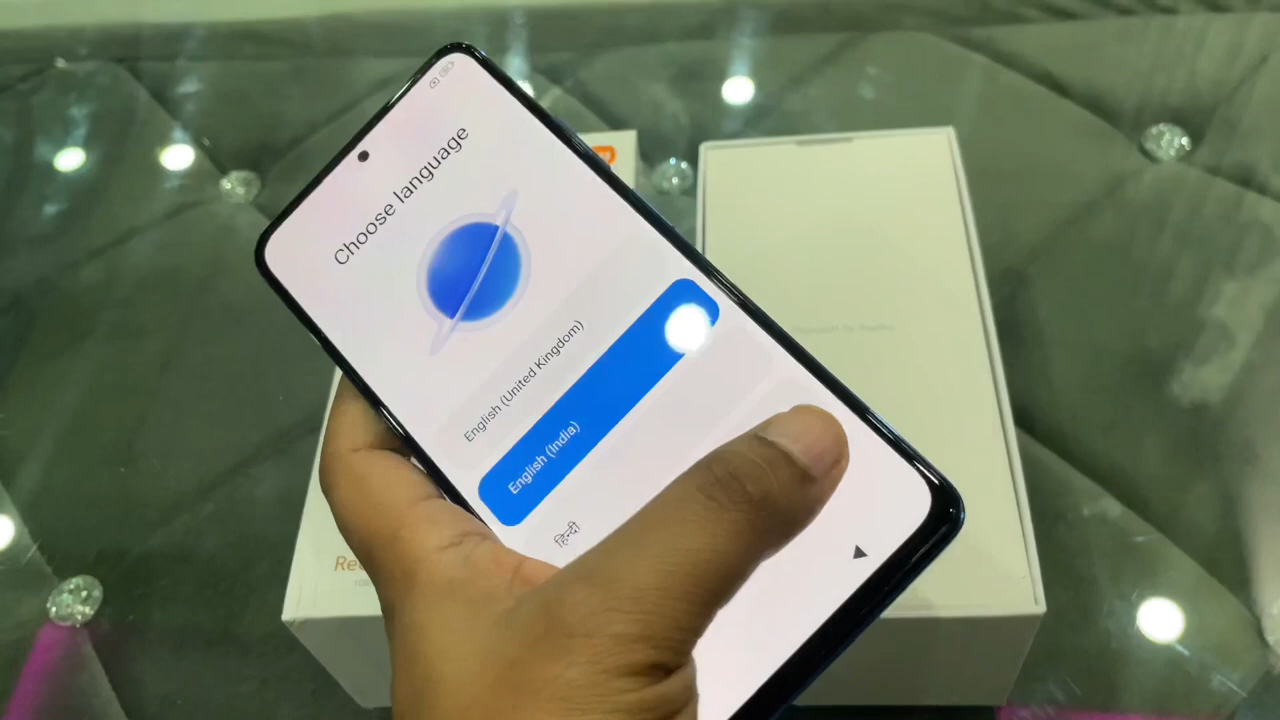 Choose language
English (United Kingdom)
English (India)
हिन्दी